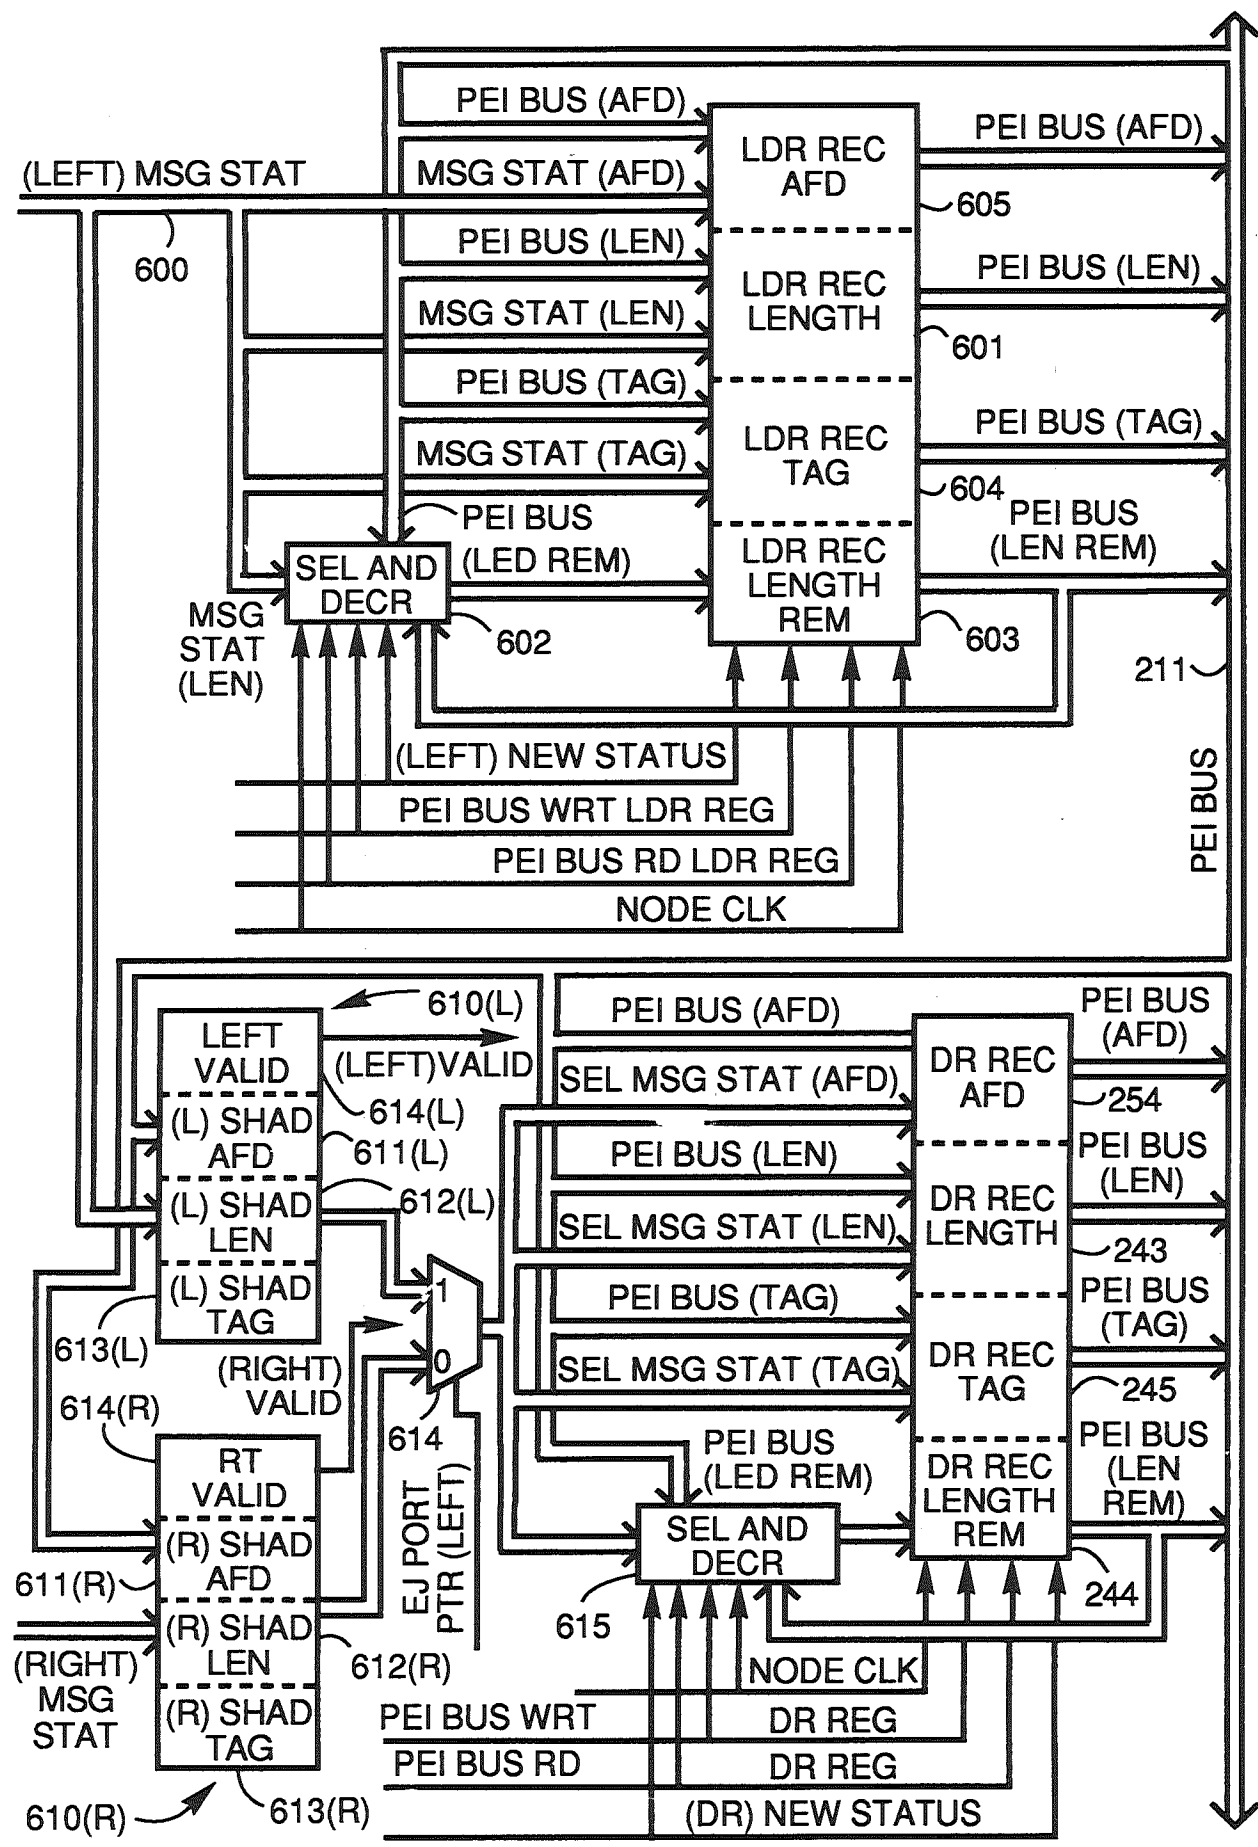 PEI BUS (AFD)
PEI BUS (AFD)
LDR REC
AFD
(LEFT) MSG STAT
MSG STAT (AFD)
605
600
PEI BUS (LEN)
PEI BUS (LEN)
LDR REC
LENGTH
MSG STAT (LEN)
601
PEI BUS (TAG)
PEI BUS (TAG)
LDR REC
TAG
MSG STAT (TAG)
604
PEI BUS
(LED REM)
PEI BUS
(LEN REM)
SEL AND
DECR
LDR REC
LENGTH
REM
MSG
STAT
(LEN)
602
603
211
(LEFT) NEW STATUS
PEI BUS WRT LDR REG
PEI BUS
PEI BUS RD LDR REG
NODE CLK
610(L)
LEFT
VALID
(LEFT)VALID
614(L)
(L) SHAD
AFD
611(L)
(L) SHAD
LEN
612(L)
(L) SHAD
TAG
613(L)
1
0
(RIGHT)
VALID
614
EJ PORT
PTR (LEFT)
614(R)
RT
VALID
(R) SHAD
AFD
611(R)
(R) SHAD
LEN
612(R)
(RIGHT)
MSG
STAT
(R) SHAD
TAG
610(R)
613(R)
PEI BUS (AFD)
PEI BUS
(AFD)
SEL MSG STAT (AFD)
DR REC
AFD
254
PEI BUS (LEN)
PEI BUS
(LEN)
DR REC
LENGTH
SEL MSG STAT (LEN)
243
PEI BUS (TAG)
PEI BUS
(TAG)
DR REC
TAG
SEL MSG STAT (TAG)
245
PEI BUS
(LED REM)
PEI BUS
(LEN
REM)
DR REC
LENGTH
REM
SEL AND
DECR
615
244
NODE CLK
PEI BUS WRT DR REG
PEI BUS RD DR REG
(DR) NEW STATUS